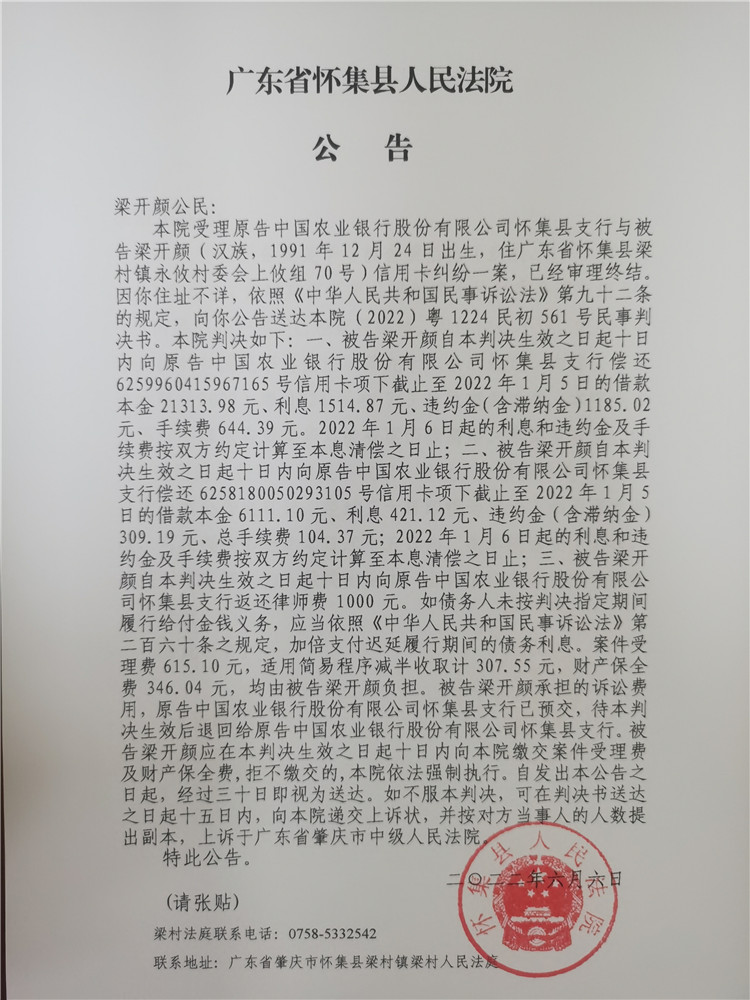 广东省怀集县人民法院
公 告
梁开颜公民：
本院受理原告中国农业银行股份有限公司怀集县支行与被
告梁开颜（汉族，1991年12月24日出生，住广东省怀集县梁
村镇永攸村委会上攸组70号）信用卡纠纷一案，已经审理终结。
因你住址不详，依照《中华人民共和国民事诉讼法》第九十二条
的规定，向你公告送达本院（2022）粤1224民初561号民事判
决书。本院判决如下：一、被告梁开颜自本判决生效之日起十日
内向原告中国农业银行股份有限公司怀集县支行偿还
6259960415967165号信用卡项下截止至2022年1月5日的借款
本金21313.98元、利息1514.87元、违约金(含滞纳金)1185.02
元、手续费644.39元。2022年1月6日起的利息和违约金及手
续费按双方约定计算至本息清偿之日止；二、被告梁开颜自本判
决生效之日起十日内向原告中国农业银行股份有限公司怀集县
支行偿还6258180050293105号信用卡项下截止至2022年1月5
日的借款本金6111.10元、利息421.12元、违约金（含滞纳金）
309.19元、总手续费104.37元；2022年1月6日起的利息和违
约金及手续费按双方约定计算至本息清偿之日止；三、被告梁开
颜自本判决生效之日起十日内向原告中国农业银行股份有限公
司怀集县支行返还律师费1000元。如债务人未按判决指定期间
履行给付金钱义务，应当依照《中华人民共和国民事诉讼法》第
二百六十条之规定，加倍支付迟延履行期间的债务利息。案件受
理费615.10元，适用简易程序减半收取计307.55元，财产保全
费346.04元，均由被告梁开颜负担。被告梁开颜承担的诉讼费
用，原告中国农业银行股份有限公司怀集县支行已预交，待本判
决生效后退回给原告中国农业银行股份有限公司怀集县支行。被
告梁开颜应在本判决生效之日起十日内向本院缴交案件受理费
及财产保全费，拒不缴交的，本院依法强制执行。自发出本公告之
日起，经过三十日即视为送达。如不服本判决，可在判决书送达
之日起十五日内，向本院递交上诉状，并按对方当事人的人数提
出副本，上诉于广东省肇庆市中级人民法院。
特此公告。
二〇二二年六月六日
怀集县人民法院
(请张贴)
梁村法庭联系电话：0758-5332542
联系地址：广东省肇庆市怀集县梁村镇梁村人民法庭